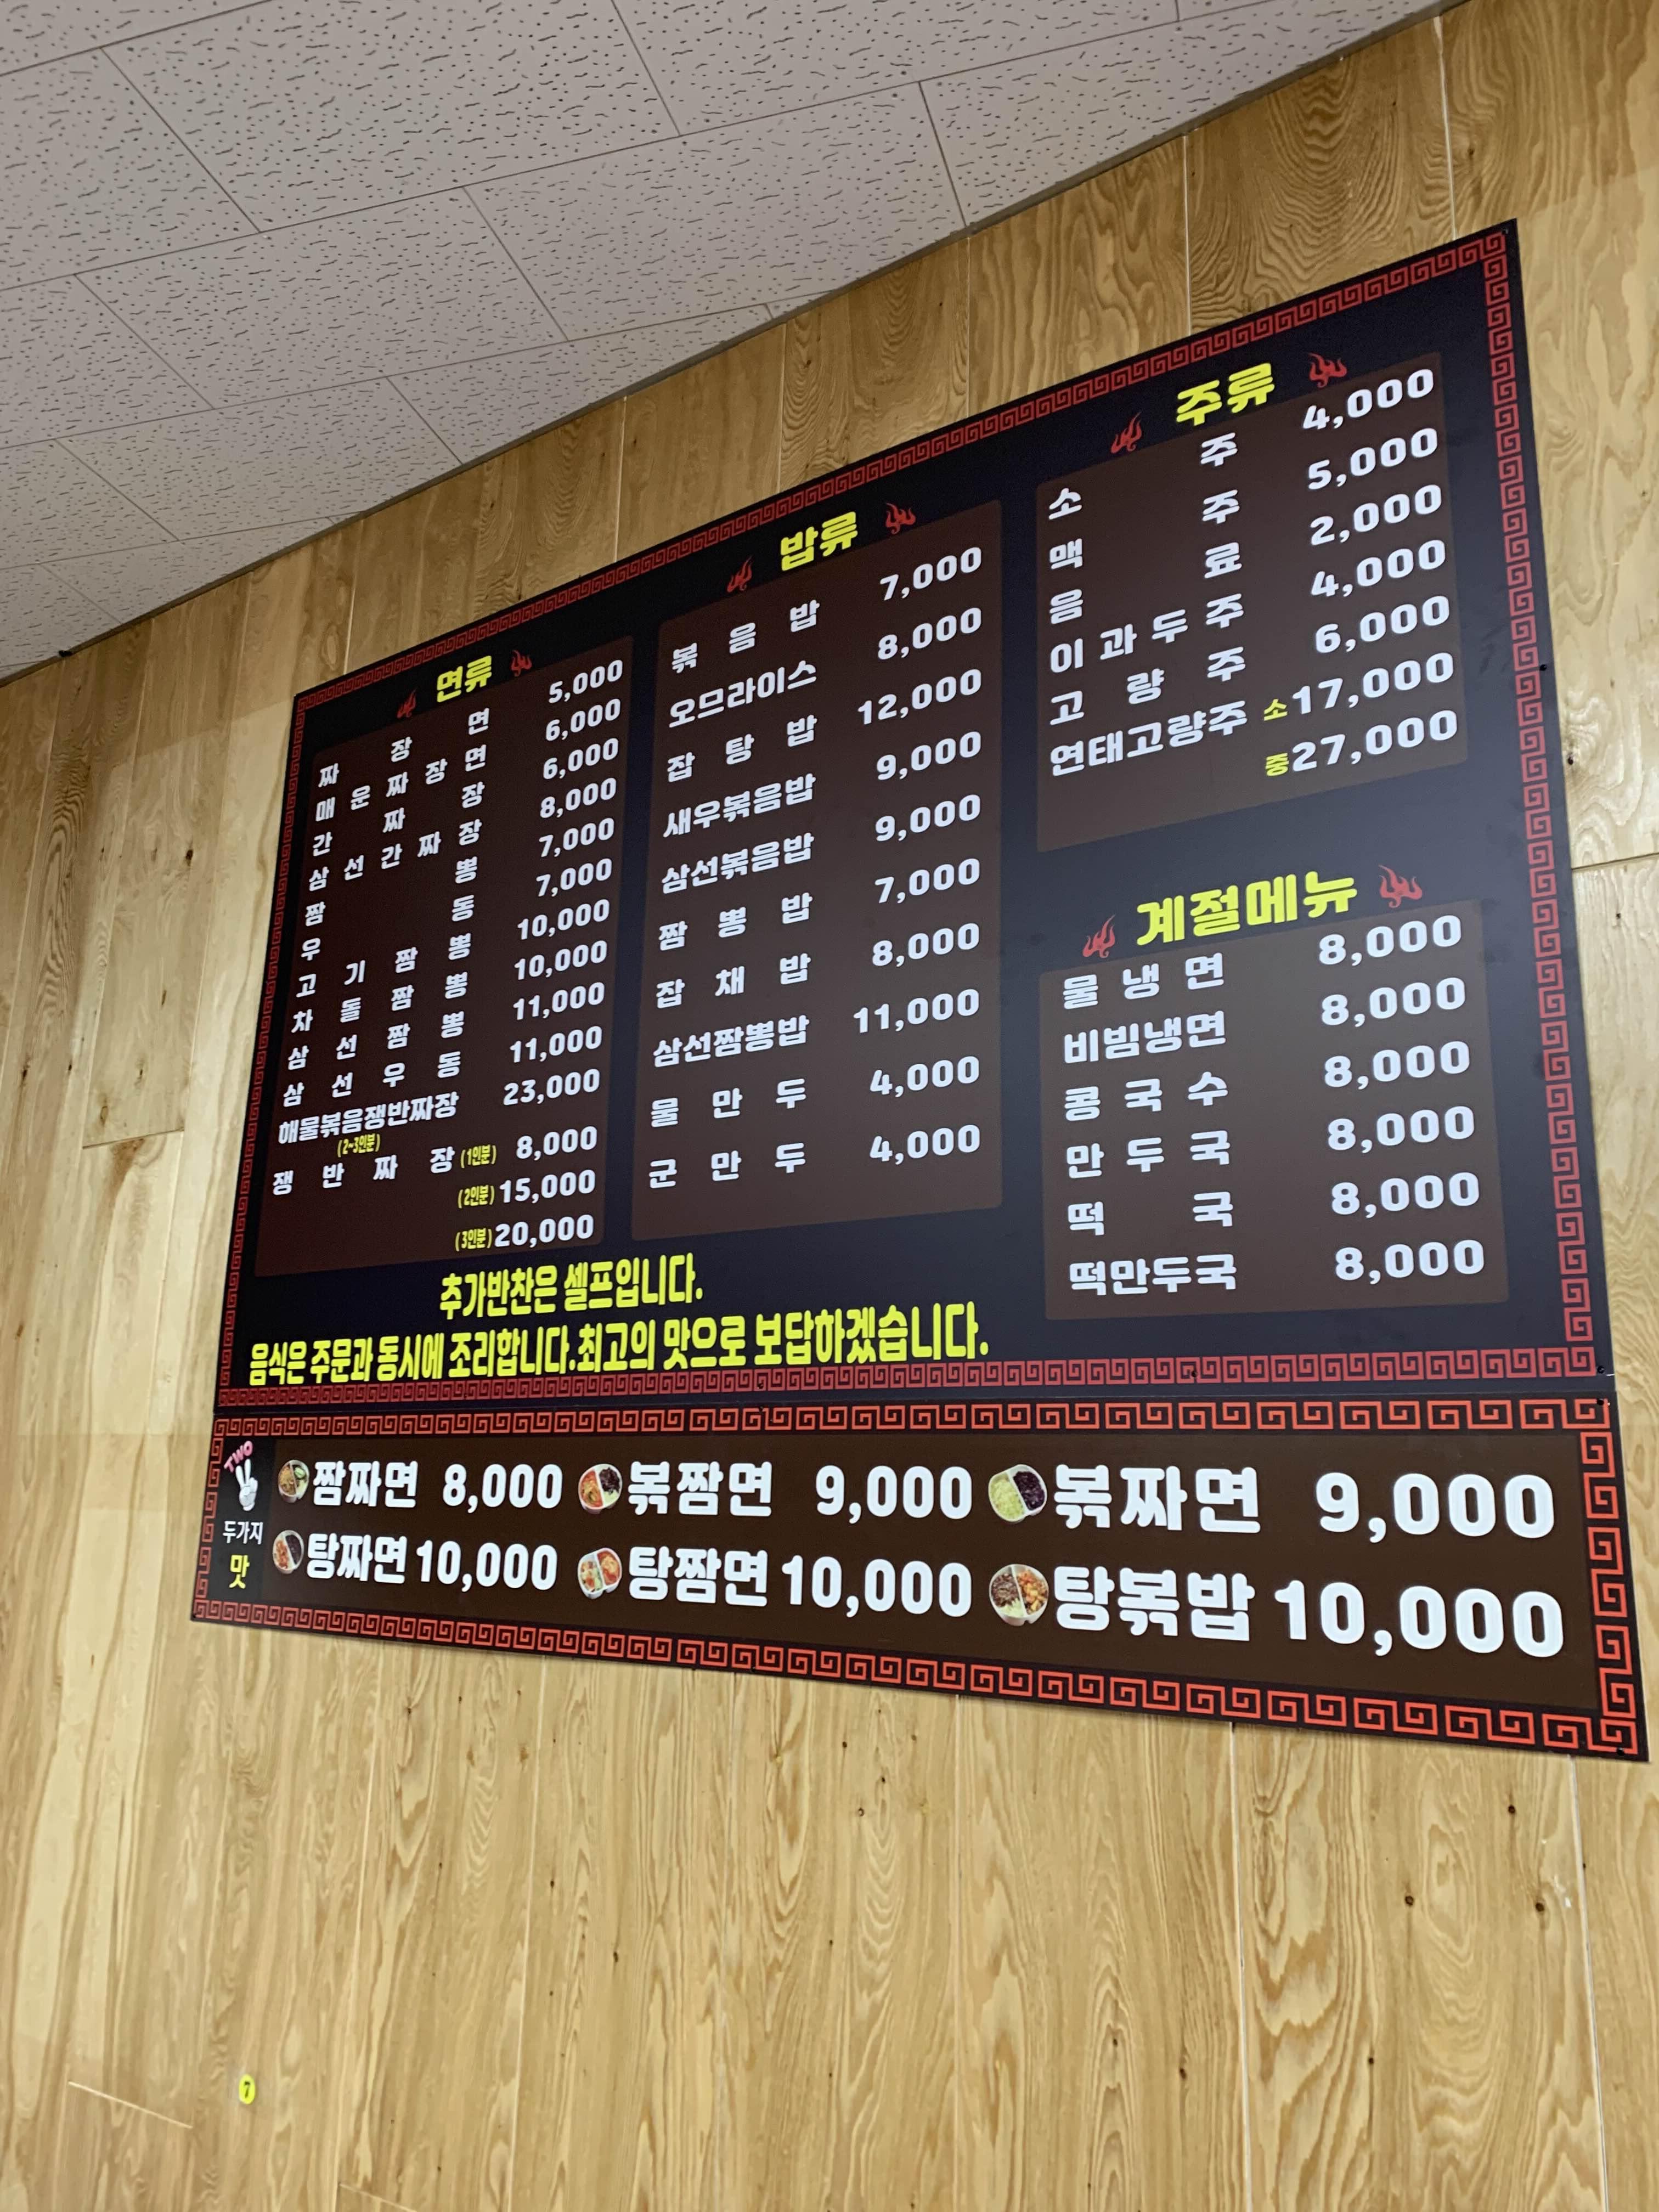 면류
짜장면 5,000
매운짜장면 6,000
간짜장 6,000
삼선간짜장 8,000
짬뽕 7,000
우동 7,000
고기짬뽕 10,000
차돌짬뽕 10,000
삼선짬뽕 11,000
삼선우동 11,000
해물볶음쟁반짜장 23,000
(2~3인분)
쟁반짜장 (1인분) 8,000
(2인분) 15,000
(3인분) 20,000
밥류
볶음밥 7,000
오므라이스 8,000
잡탕밥 12,000
새우볶음밥 9,000
삼선볶음밥 9,000
짬뽕밥 7,000
잡채밥 8,000
삼선짬뽕밥 11,000
물만두 4,000
군만두 4,000
주류
소주 4,000
맥주 5,000
음료 2,000
이과두주 4,000
고량주 6,000
연태고량주 소 17,000
중 27,000
계절메뉴
물냉면 8,000
비빔냉면 8,000
콩국수 8,000
만두국 8,000
떡국 8,000
떡만두국 8,000
추가반찬은 셀프입니다.
음식은 주문과 동시에 조리합니다.최고의 맛으로 보답하겠습니다.
TWO
두가지
맛
짬짜면 8,000 볶짬면 9,000 볶짜면 9,000
탕짜면 10,000 탕짬면 10,000 탕볶밥 10,000
7